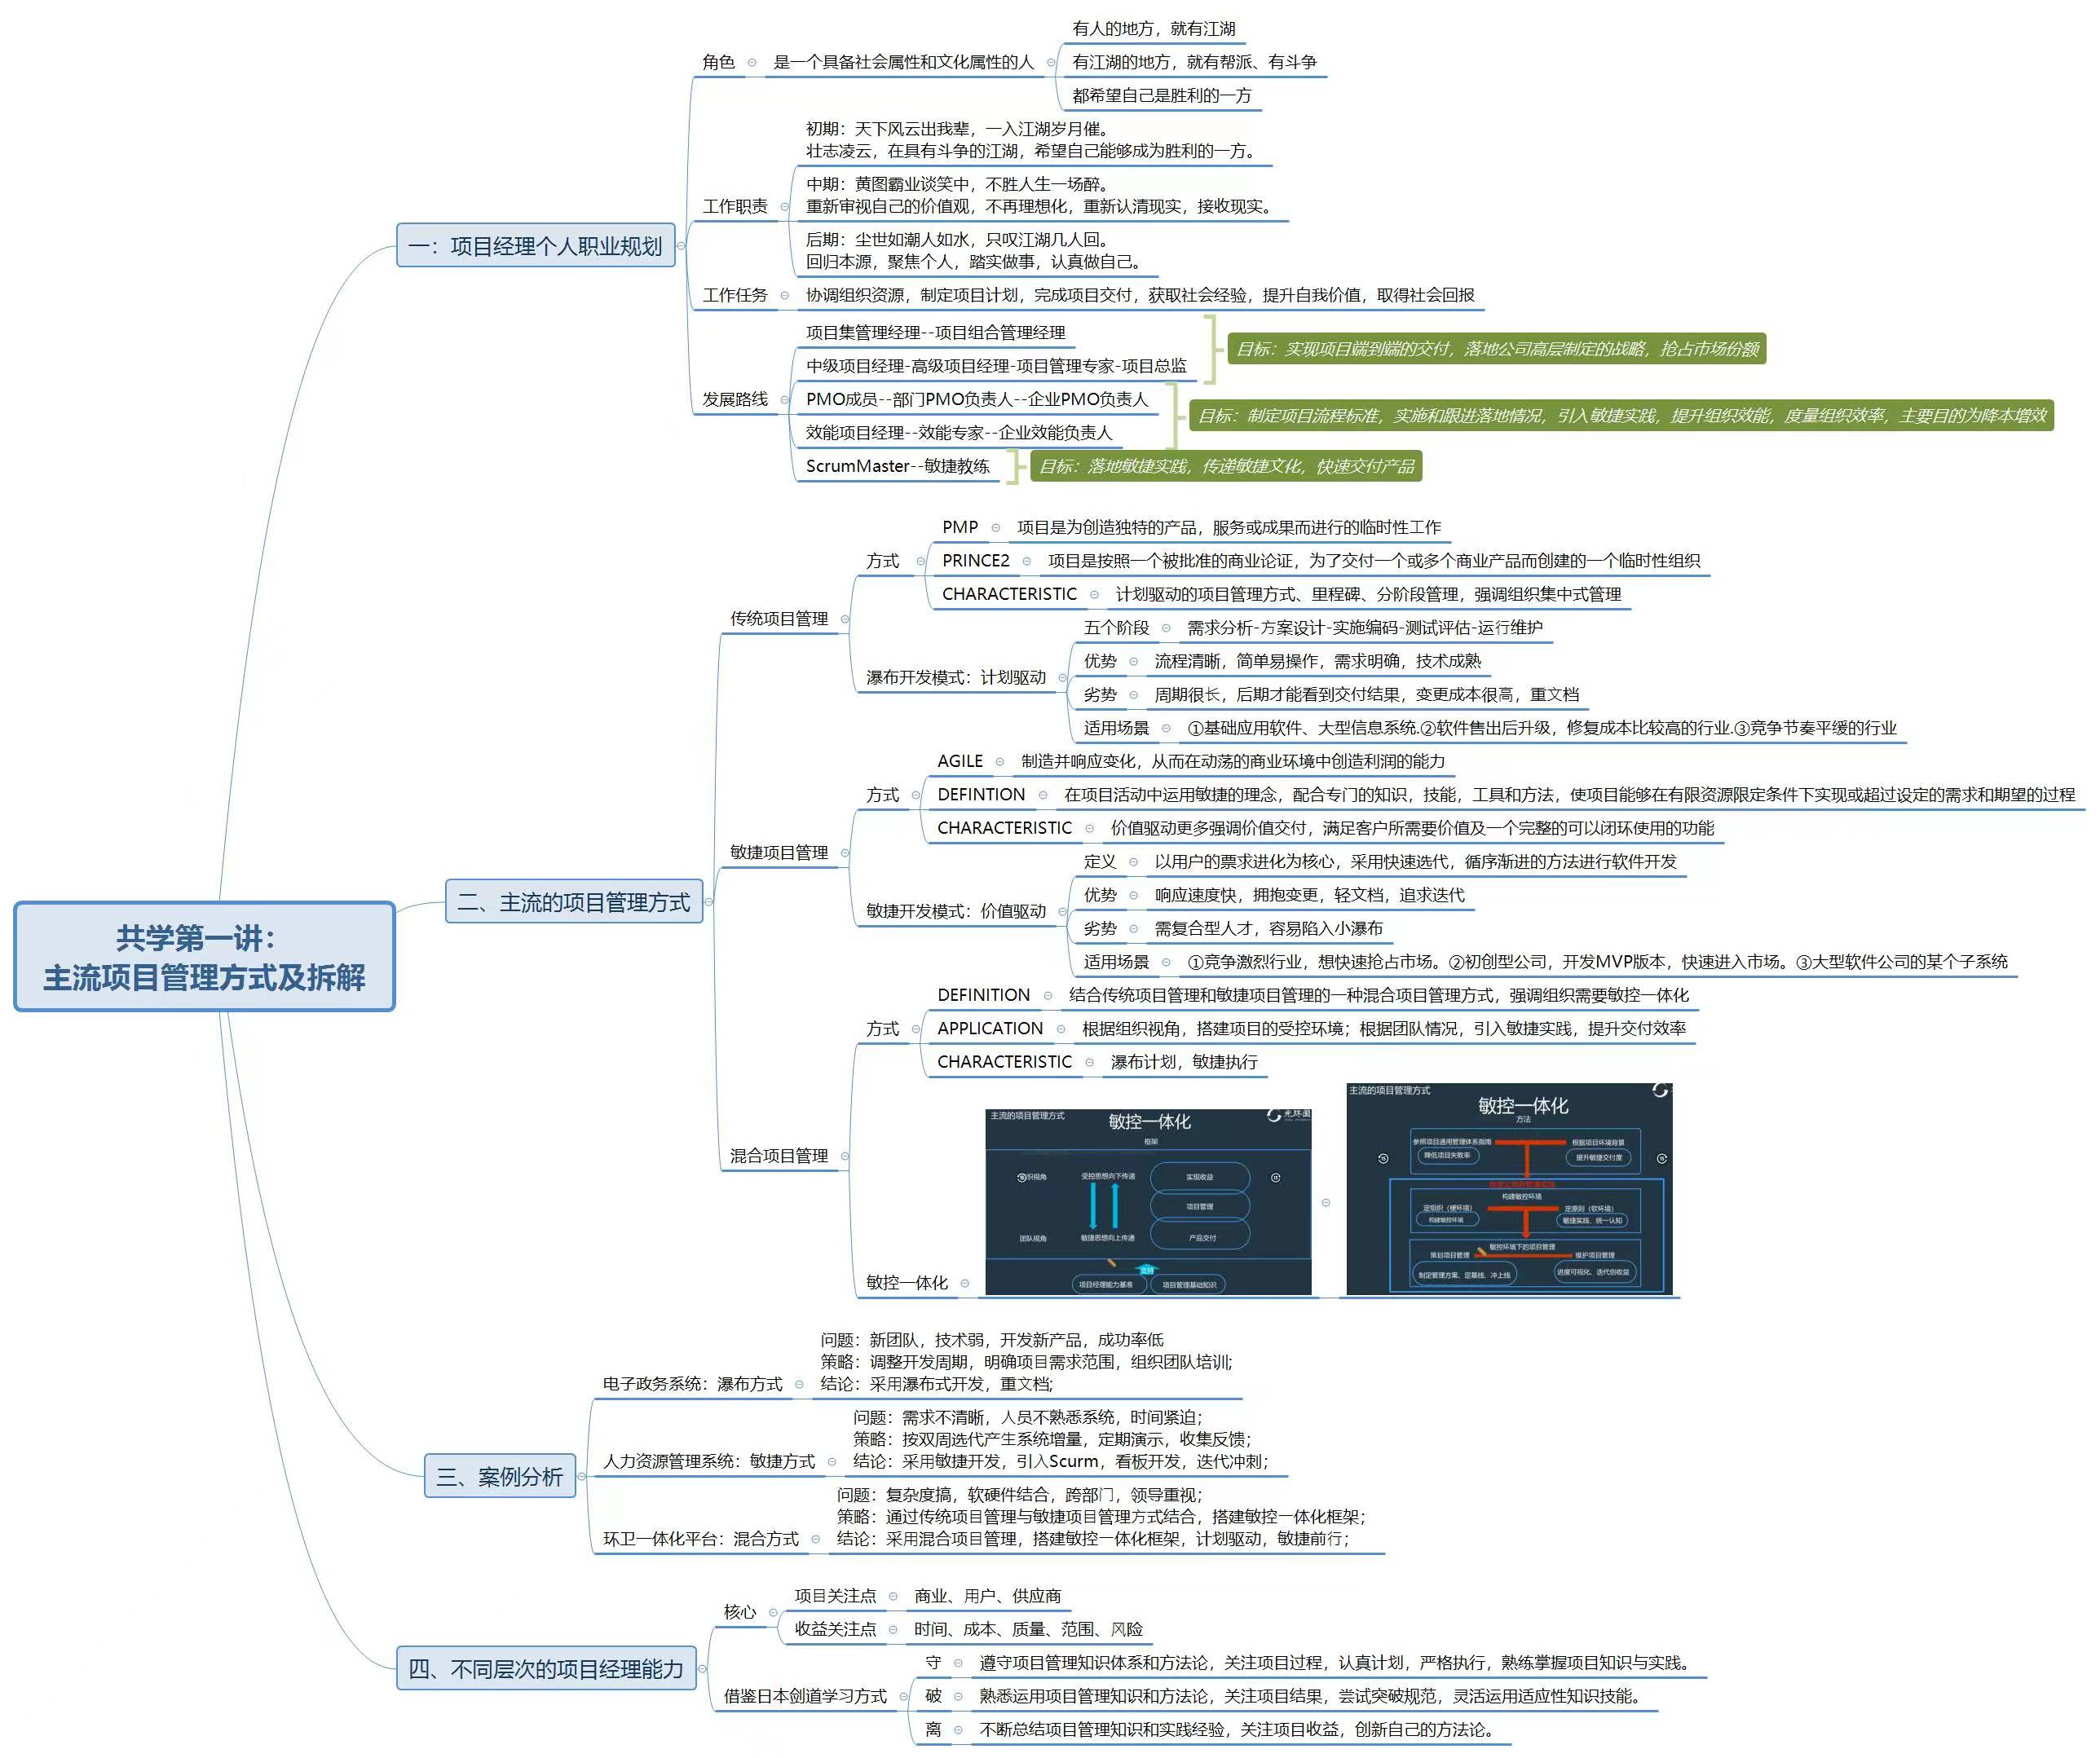 共学第一讲：
主流项目管理方式及拆解
一：项目经理个人职业规划
角色
是一个具备社会属性和文化属性的人
有人的地方，就有江湖
有江湖的地方，就有帮派、有斗争
都希望自己是胜利的一方
工作职责
初期：天下风云出我辈，一入江湖岁月催。
壮志凌云，在具有斗争的江湖，希望自己能够成为胜利的一方。
中期：黄图霸业谈笑中，不胜人生一场醉。
重新审视自己的价值观，不再理想化，重新认清现实，接收现实。
后期：尘世如潮人如水，只叹江湖几人回。
回归本源，聚焦个人，踏实做事，认真做自己。
工作任务
协调组织资源，制定项目计划，完成项目交付，获取社会经验，提升自我价值，取得社会回报
发展路线
项目集管理经理--项目组合管理经理
中级项目经理-高级项目经理-项目管理专家-项目总监
目标：实现项目端到端的交付，落地公司高层制定的战略，抢占市场份额
PMO成员--部门PMO负责人--企业PMO负责人
效能项目经理--效能专家--企业效能负责人
目标：制定项目流程标准，实施和跟进落地情况，引入敏捷实践，提升组织效能，度量组织效率，主要目的为降本增效
ScrumMaster--敏捷教练
目标：落地敏捷实践，传递敏捷文化，快速交付产品
二、主流的项目管理方式
传统项目管理
方式
PMP
项目是为创造独特的产品，服务或成果而进行的临时性工作
PRINCE2
项目是按照一个被批准的商业论证，为了交付一个或多个商业产品而创建的一个临时性组织
CHARACTERISTIC
计划驱动的项目管理方式、里程碑、分阶段管理，强调组织集中式管理
瀑布开发模式：计划驱动
五个阶段
需求分析-方案设计-实施编码-测试评估-运行维护
优势
流程清晰，简单易操作，需求明确，技术成熟
劣势
周期很长，后期才能看到交付结果，变更成本很高，重文档
适用场景
①基础应用软件、大型信息系统.②软件售出后升级，修复成本比较高的行业.③竞争节奏平缓的行业
敏捷项目管理
方式
AGILE
制造并响应变化，从而在动荡的商业环境中创造利润的能力
DEFINTION
在项目活动中运用敏捷的理念，配合专门的知识，技能，工具和方法，使项目能够在有限资源限定条件下实现或超过设定的需求和期望的过程
CHARACTERISTIC
价值驱动更多强调价值交付，满足客户所需要价值及一个完整的可以闭环使用的功能
敏捷开发模式：价值驱动
定义
以用户的票求进化为核心，采用快速选代，循序渐进的方法进行软件开发
优势
响应速度快，拥抱变更，轻文档，追求迭代
劣势
需复合型人才，容易陷入小瀑布
适用场景
①竞争激烈行业，想快速抢占市场。②初创型公司，开发MVP版本，快速进入市场。③大型软件公司的某个子系统
混合项目管理
方式
DEFINITION
结合传统项目管理和敏捷项目管理的一种混合项目管理方式，强调组织需要敏控一体化
APPLICATION
根据组织视角，搭建项目的受控环境；根据团队情况，引入敏捷实践，提升交付效率
CHARACTERISTIC
瀑布计划，敏捷执行
敏控一体化
主流的项目管理方式
敏控一体化
框架
织视角
受控思想向下传递
实现收益
项目管理
团队视角
敏捷思想向上传递
产品交付
支持
项目经理能力基准
项目管理基础知识
主流的项目管理方式
敏控一体化
方法
参照项目通用管理体系指南
根据项目环境背景
降低项目失败率
提升敏捷交付度
构建敏控环境
定组织（硬环境）
定原则（软环境）
构建敏控环境
敏捷实践、统一认知
敏控环境下的项目管理
策划项目管理
维护项目管理
制定管理方案、定基线、冲上线
进度可视化、迭代创收益
三、案例分析
电子政务系统：瀑布方式
问题：新团队，技术弱，开发新产品，成功率低
策略：调整开发周期，明确项目需求范围，组织团队培训;
结论：采用瀑布式开发，重文档;
人力资源管理系统：敏捷方式
问题：需求不清晰，人员不熟悉系统，时间紧迫；
策略：按双周选代产生系统增量，定期演示，收集反馈；
结论：采用敏捷开发，引入Scurm，看板开发，迭代冲刺；
环卫一体化平台：混合方式
问题：复杂度搞，软硬件结合，跨部门，领导重视；
策略：通过传统项目管理与敏捷项目管理方式结合，搭建敏控一体化框架；
结论：采用混合项目管理，搭建敏控一体化框架，计划驱动，敏捷前行；
四、不同层次的项目经理能力
核心
项目关注点
商业、用户、供应商
收益关注点
时间、成本、质量、范围、风险
借鉴日本剑道学习方式
守
遵守项目管理知识体系和方法论，关注项目过程，认真计划，严格执行，熟练掌握项目知识与实践。
破
熟悉运用项目管理知识和方法论，关注项目结果，尝试突破规范，灵活运用适应性知识技能。
离
不断总结项目管理知识和实践经验，关注项目收益，创新自己的方法论。